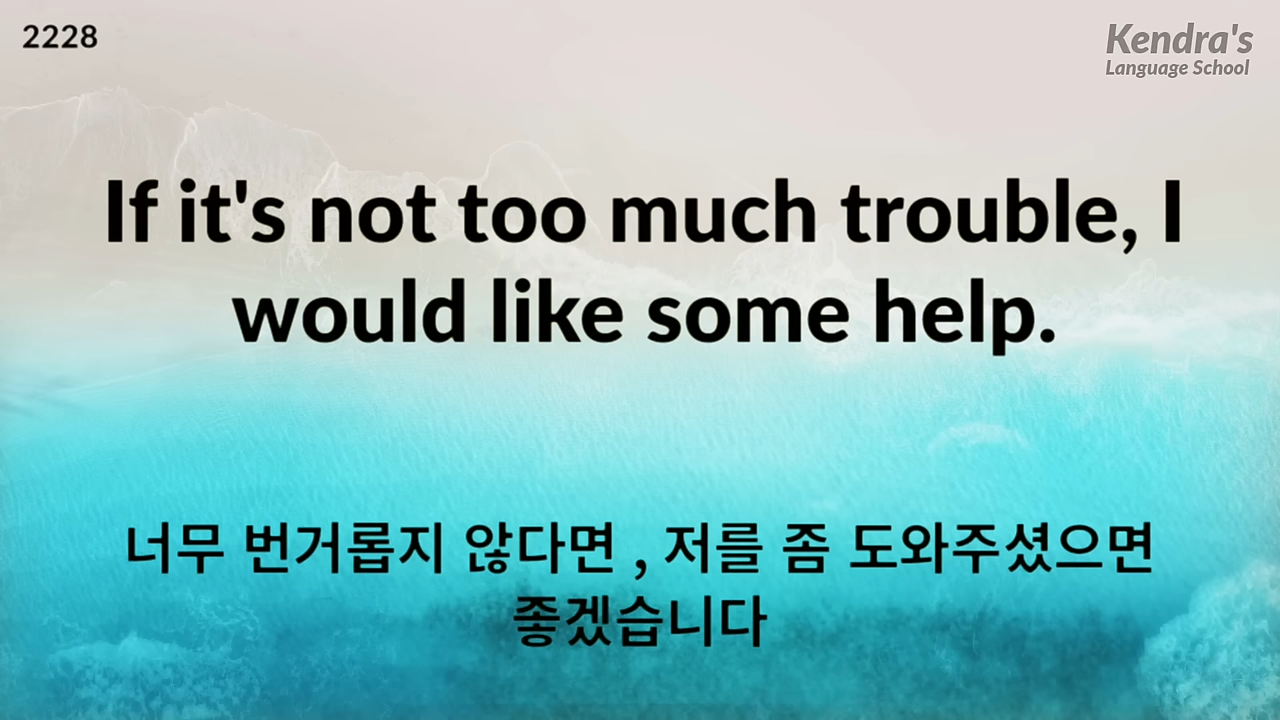 2228
Kendra's
Language School
If it's not too much trouble, I
would like some help.
너무 번거롭지 않다면 , 저를 좀 도와주셨으면
좋겠습니다